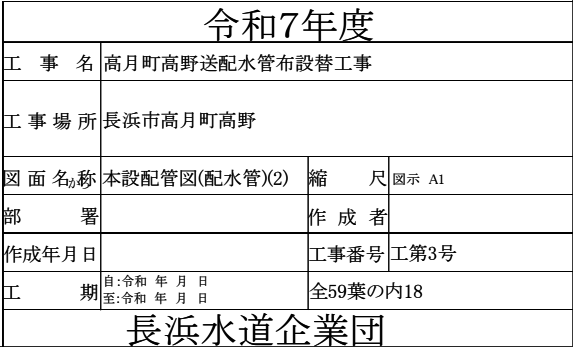 令和7年度
工事名 高月町高野送配水管布設替工事
工事場所 長浜市高月町高野
図面名称 本設配管図(配水管)(2) 縮尺 図示 A1
から
部署 作成者
作成年月日 工事番号 工第3号
工期 自:令和 年 月 日 全59葉の内18
至:令和 年 月 日
長浜水道企業団